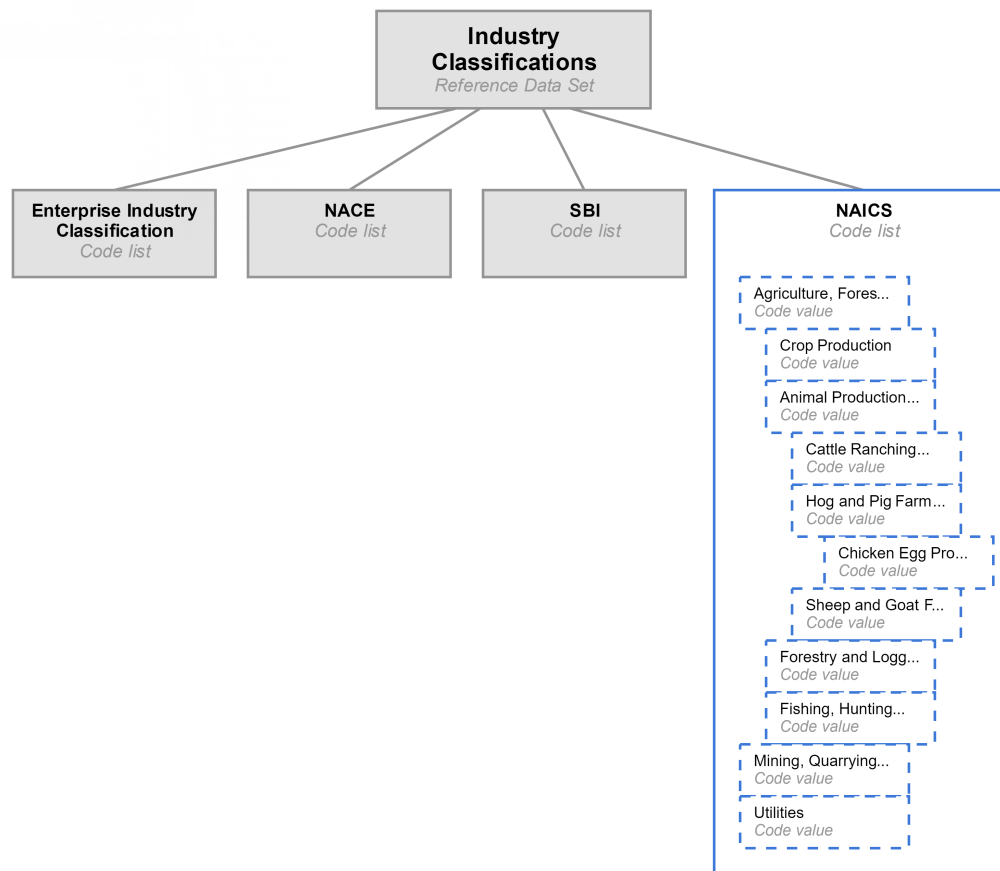 Industry
Classifications
Reference Data Set
Enterprise Industry
Classification
Code list
NACE
Code list
SBI
Code list
NAICS
Code list
Agriculture, Fores...
Code value
Crop Production
Code value
Animal Production...
Code value
Cattle Ranching...
Code value
Hog and Pig Farm...
Code value
Chicken Egg Pro...
Code value
Sheep and Goat F...
Code value
Forestry and Logg...
Code value
Fishing, Hunting...
Code value
Mining, Quarrying...
Code value
Utilities
Code value